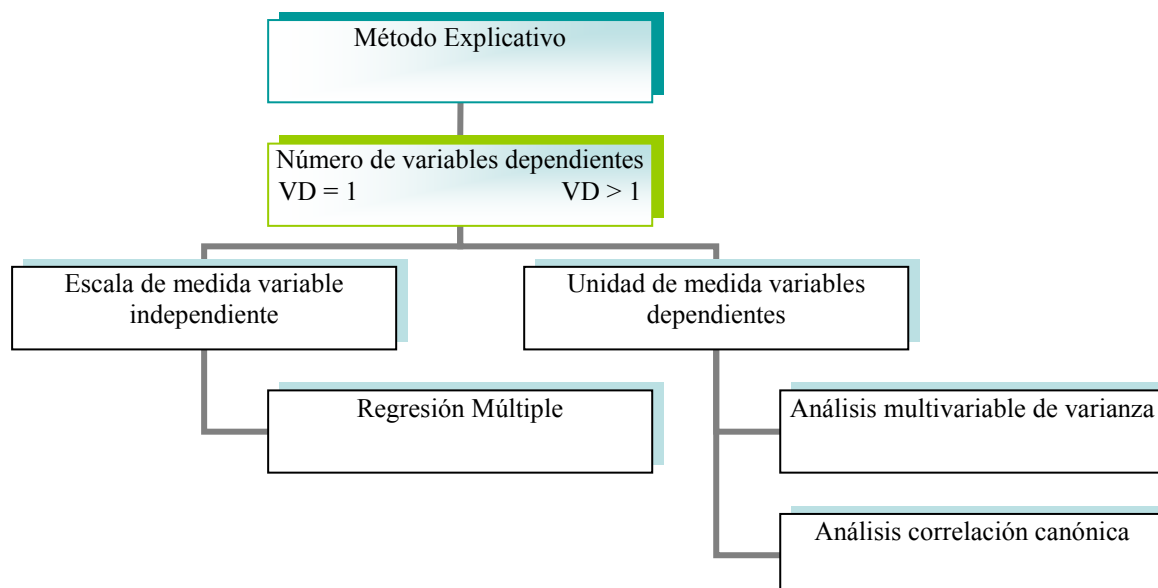 Método Explicativo
Número de variables dependientes
VD = 1 VD > 1
Escala de medida variable
independiente
Unidad de medida variables
dependientes
Regresión Múltiple
Análisis multivariable de varianza
Análisis correlación canónica